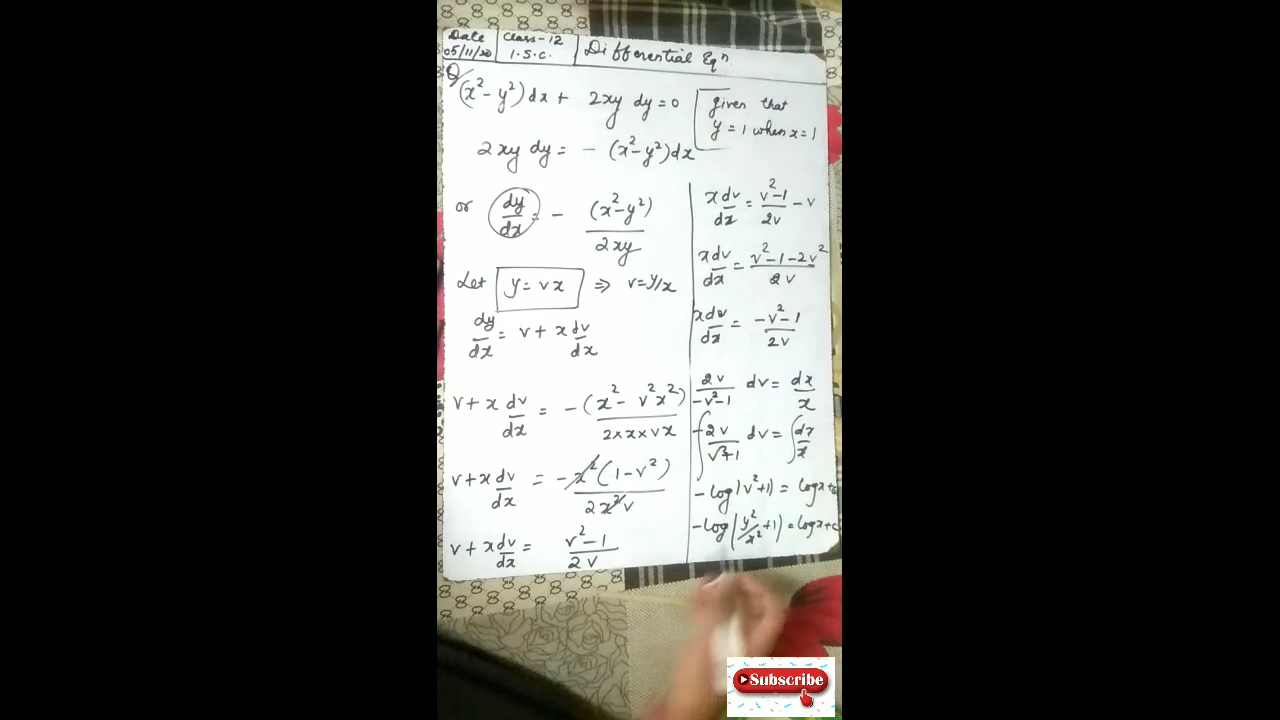 Date
05/11/20
Class-12
I.S.C.
Differential Eqⁿ.
Q
(x² - y²) dx + 2xy dy = 0
given that
y = 1 when x = 1
2xy dy = - (x² - y²) dx
or dy/dx = - (x² - y²)/2xy
Let y = vx ⇒ v = y/x
dy/dx = v + x dv/dx
v + x dv/dx = - (x² - v²x²)/2×x×vx
v + x dv/dx = - x²(1 - v²)/2x²v
v + x dv/dx = v² - 1/2v
x dv/dx = v² - 1/2v - v
x dv/dx = v² - 1 - 2v²/2v
x dv/dx = -v² - 1/2v
2v/-v² - 1 dv = dx/x
-∫ 2v/v² + 1 dv = ∫ dx/x
- log(v² + 1) = log x +
- log(y²/x² + 1) = log x + c
Subscribe